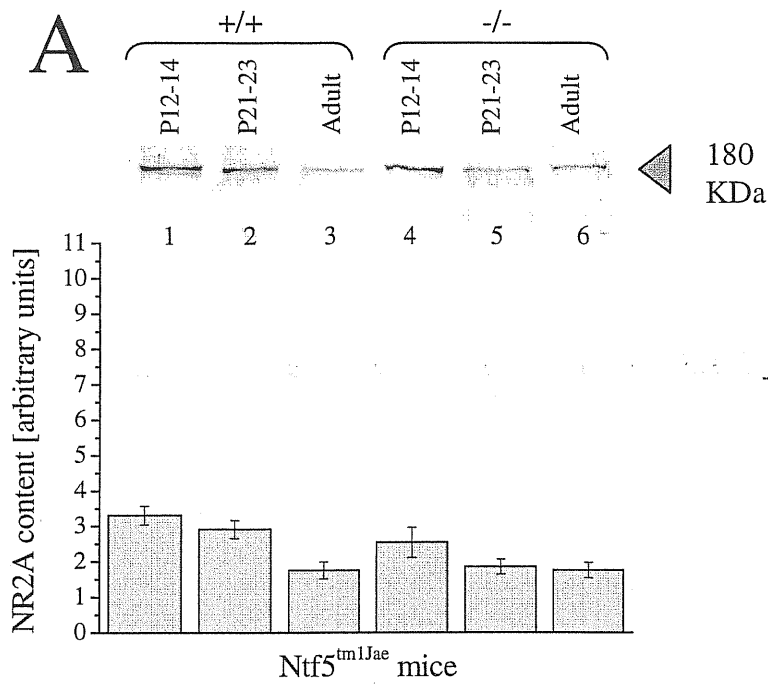 A
+/+ -/-
P12-14 P21-23 Adult P12-14 P21-23 Adult
180
KDa
1 2 3 4 5 6
11
10
9
8
7
6
5
4
3
2
1
0
NR2A content [arbitrary units]
Ntf5tm1Jae mice